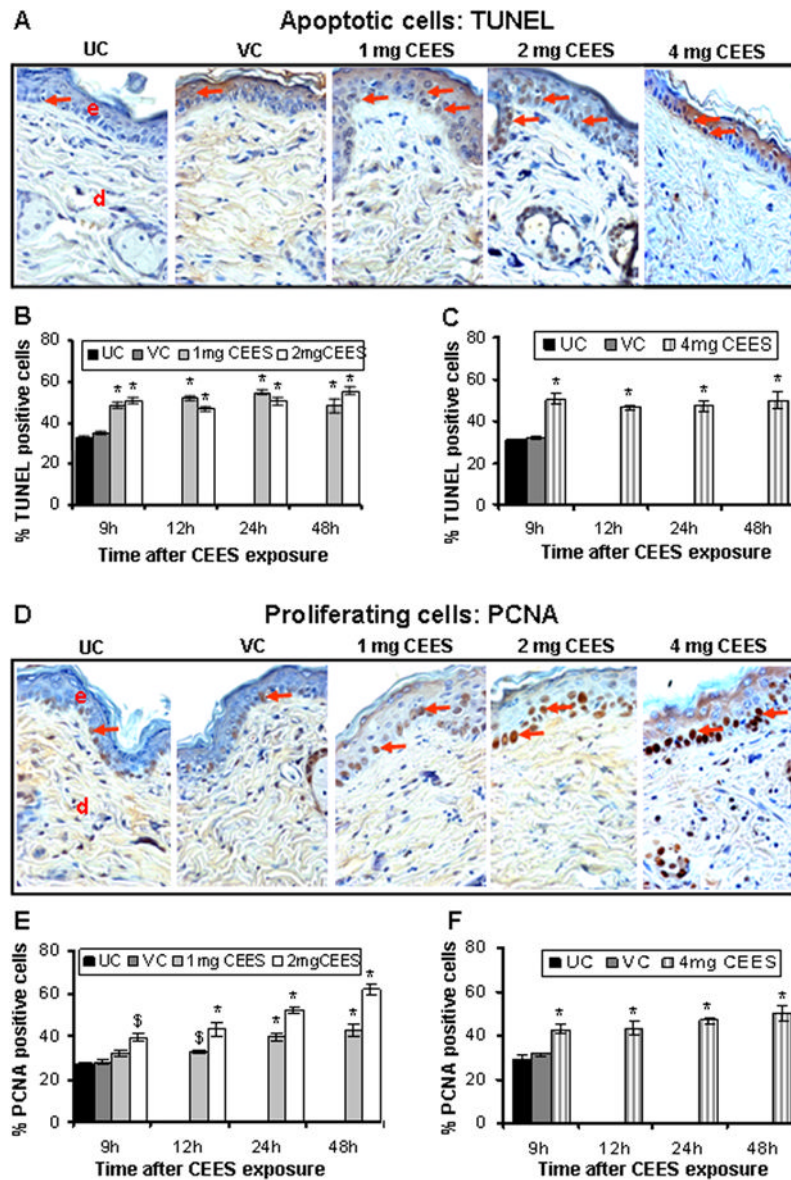 A Apoptotic cells: TUNEL
UC VC 1 mg CEES 2 mg CEES 4 mg CEES
e
d
B
80
60
40
20
0
% TUNEL positive cells
UC VC 1mg CEES 2mgCEES
* * * * * * * *
9h 12h 24h 48h
Time after CEES exposure
C
80
60
40
20
0
% TUNEL positive cells
UC VC 4mg CEES
* * * *
9h 12h 24h 48h
Time after CEES exposure
D Proliferating cells: PCNA
UC VC 1 mg CEES 2 mg CEES 4 mg CEES
e
d
E
80
60
40
20
0
% PCNA positive cells
UC VC 1mg CEES 2mgCEES
$ $ * * * * *
9h 12h 24h 48h
Time after CEES exposure
F
80
60
40
20
0
% PCNA positive cells
UC VC 4mg CEES
* * * *
9h 12h 24h 48h
Time after CEES exposure